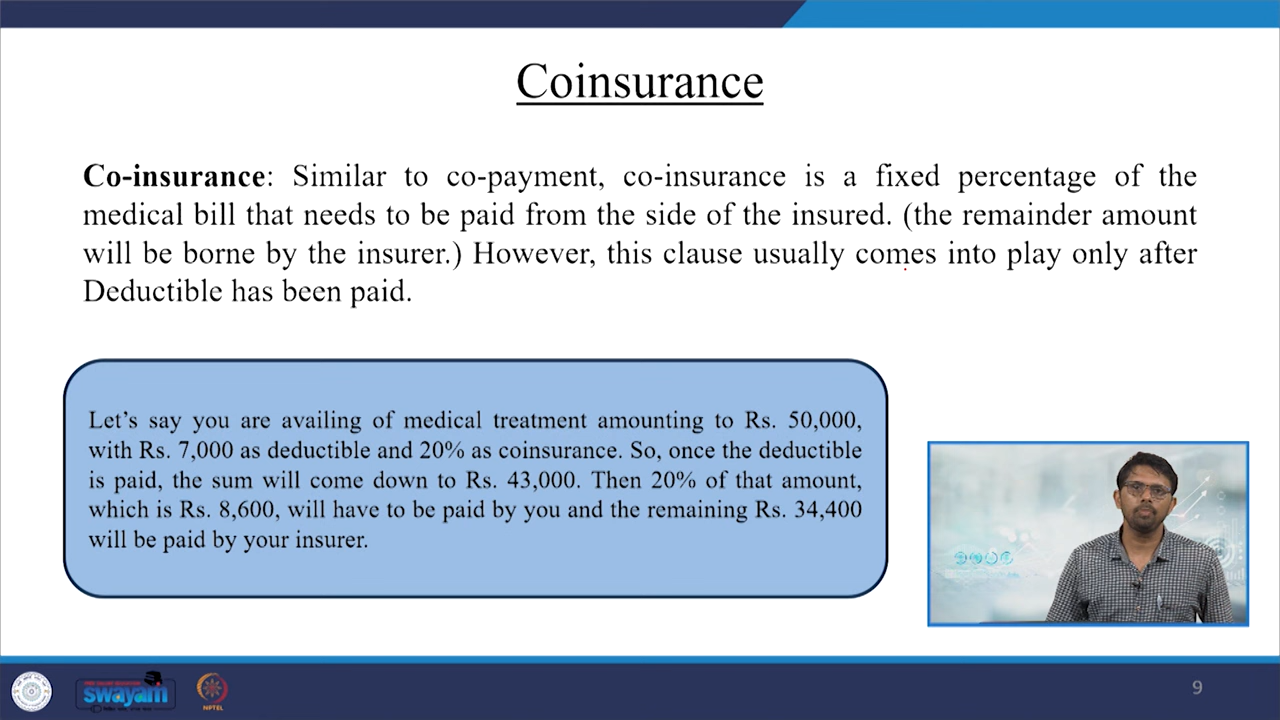 Coinsurance
Co-insurance: Similar to co-payment, co-insurance is a fixed percentage of the
medical bill that needs to be paid from the side of the insured. (the remainder amount
will be borne by the insurer.) However, this clause usually comes into play only after
Deductible has been paid.
Let's say you are availing of medical treatment amounting to Rs. 50,000,
with Rs. 7,000 as deductible and 20% as coinsurance. So, once the deductible
is paid, the sum will come down to Rs. 43,000. Then 20% of that amount,
which is Rs. 8,600, will have to be paid by you and the remaining Rs. 34,400
will be paid by your insurer.
swayam
NPTEL
9